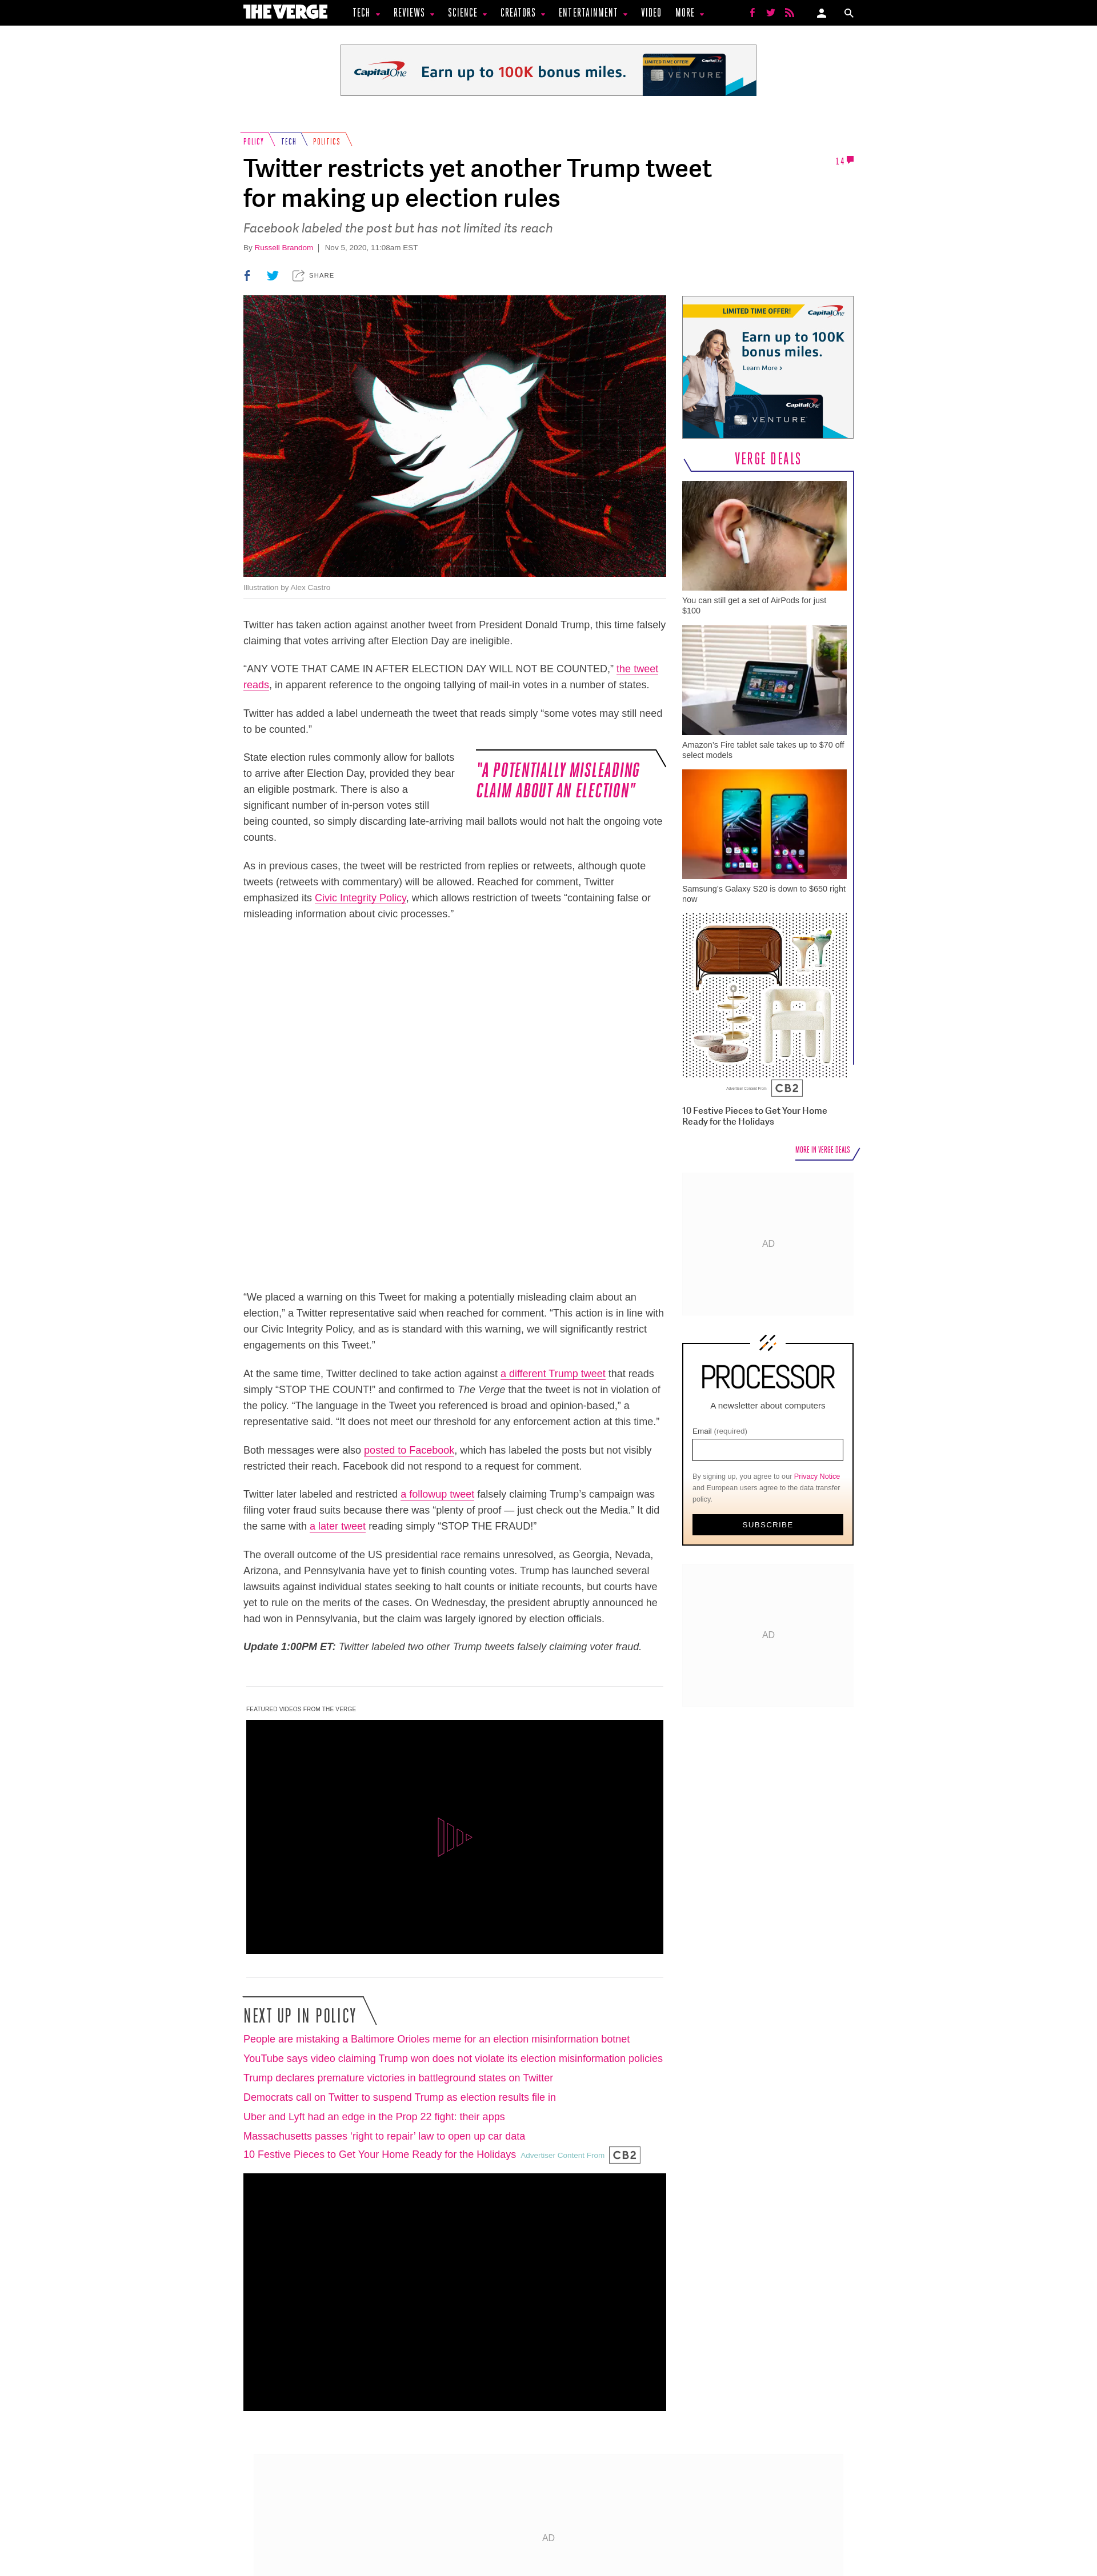 THE VERGE
TECH REVIEWS SCIENCE CREATORS ENTERTAINMENT VIDEO MORE
Capital One Earn up to 100K bonus miles. LIMITED TIME OFFER! Capital One VENTURE
POLICY TECH POLITICS
Twitter restricts yet another Trump tweet
for making up election rules
14
Facebook labeled the post but has not limited its reach
By Russell Brandom | Nov 5, 2020, 11:08am EST
SHARE
Illustration by Alex Castro
Twitter has taken action against another tweet from President Donald Trump, this time falsely
claiming that votes arriving after Election Day are ineligible.
“ANY VOTE THAT CAME IN AFTER ELECTION DAY WILL NOT BE COUNTED,” the tweet
reads, in apparent reference to the ongoing tallying of mail-in votes in a number of states.
Twitter has added a label underneath the tweet that reads simply “some votes may still need
to be counted.”
State election rules commonly allow for ballots
to arrive after Election Day, provided they bear
an eligible postmark. There is also a
significant number of in-person votes still
being counted, so simply discarding late-arriving mail ballots would not halt the ongoing vote
counts.
"A POTENTIALLY MISLEADING
CLAIM ABOUT AN ELECTION"
As in previous cases, the tweet will be restricted from replies or retweets, although quote
tweets (retweets with commentary) will be allowed. Reached for comment, Twitter
emphasized its Civic Integrity Policy, which allows restriction of tweets “containing false or
misleading information about civic processes.”
“We placed a warning on this Tweet for making a potentially misleading claim about an
election,” a Twitter representative said when reached for comment. “This action is in line with
our Civic Integrity Policy, and as is standard with this warning, we will significantly restrict
engagements on this Tweet.”
At the same time, Twitter declined to take action against a different Trump tweet that reads
simply “STOP THE COUNT!” and confirmed to The Verge that the tweet is not in violation of
the policy. “The language in the Tweet you referenced is broad and opinion-based,” a
representative said. “It does not meet our threshold for any enforcement action at this time.”
Both messages were also posted to Facebook, which has labeled the posts but not visibly
restricted their reach. Facebook did not respond to a request for comment.
Twitter later labeled and restricted a followup tweet falsely claiming Trump’s campaign was
filing voter fraud suits because there was “plenty of proof — just check out the Media.” It did
the same with a later tweet reading simply “STOP THE FRAUD!”
The overall outcome of the US presidential race remains unresolved, as Georgia, Nevada,
Arizona, and Pennsylvania have yet to finish counting votes. Trump has launched several
lawsuits against individual states seeking to halt counts or initiate recounts, but courts have
yet to rule on the merits of the cases. On Wednesday, the president abruptly announced he
had won in Pennsylvania, but the claim was largely ignored by election officials.
Update 1:00PM ET: Twitter labeled two other Trump tweets falsely claiming voter fraud.
FEATURED VIDEOS FROM THE VERGE
NEXT UP IN POLICY
People are mistaking a Baltimore Orioles meme for an election misinformation botnet
YouTube says video claiming Trump won does not violate its election misinformation policies
Trump declares premature victories in battleground states on Twitter
Democrats call on Twitter to suspend Trump as election results file in
Uber and Lyft had an edge in the Prop 22 fight: their apps
Massachusetts passes ‘right to repair’ law to open up car data
10 Festive Pieces to Get Your Home Ready for the Holidays Advertiser Content From CB2
LIMITED TIME OFFER! Capital One
Earn up to 100K
bonus miles.
Learn More ›
Capital One
VENTURE
VERGE DEALS
You can still get a set of AirPods for just
$100
Amazon’s Fire tablet sale takes up to $70 off
select models
Samsung’s Galaxy S20 is down to $650 right
now
Advertiser Content From CB2
10 Festive Pieces to Get Your Home
Ready for the Holidays
MORE IN VERGE DEALS
AD
PROCESSOR
A newsletter about computers
Email (required)
By signing up, you agree to our Privacy Notice
and European users agree to the data transfer
policy.
SUBSCRIBE
AD
AD